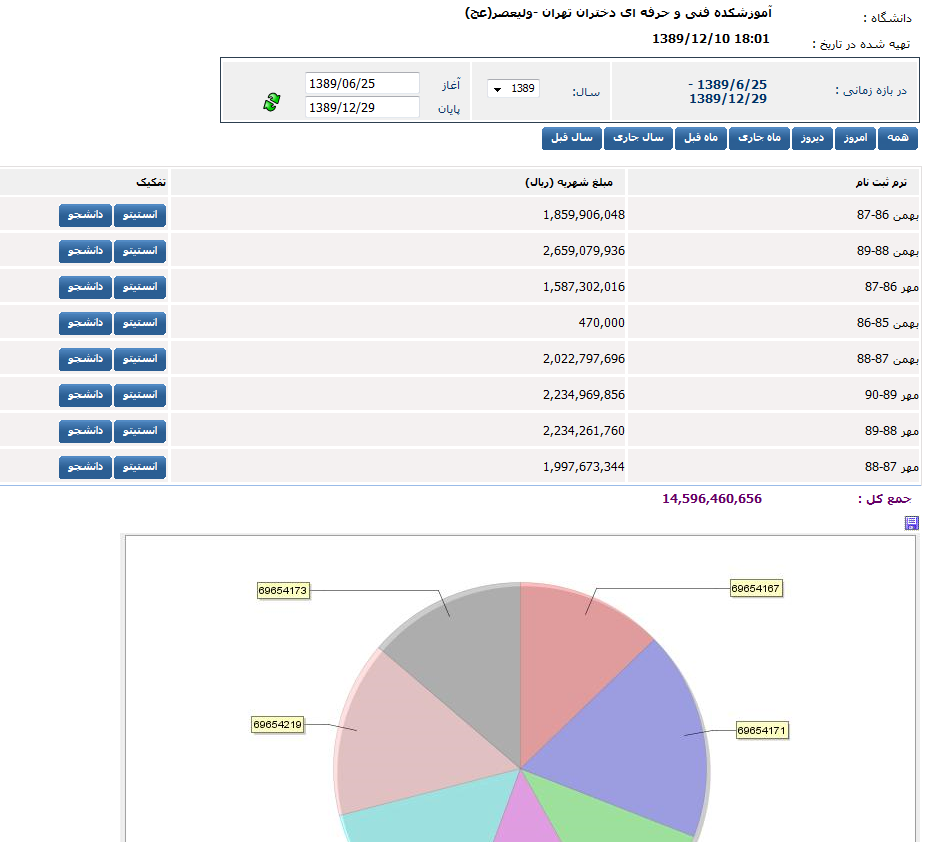 دانشگاه : آموزشکده فنی و حرفه ای دختران تهران -ولیعصر(عج)
تهیه شده در تاریخ : 1389/12/10 18:01
در بازه زمانی : 1389/6/25 - 1389/12/29
سال: 1389
آغاز 1389/06/25
پایان 1389/12/29
همه امروز دیروز ماه جاری ماه قبل سال جاری سال قبل
ترم ثبت نام مبلغ شهریه (ریال) تفکیک
بهمن 86-87 1,859,906,048 انستیتو دانشجو
بهمن 88-89 2,659,079,936 انستیتو دانشجو
مهر 86-87 1,587,302,016 انستیتو دانشجو
بهمن 85-86 470,000 انستیتو دانشجو
بهمن 87-88 2,022,797,696 انستیتو دانشجو
مهر 89-90 2,234,969,856 انستیتو دانشجو
مهر 88-89 2,234,261,760 انستیتو دانشجو
مهر 87-88 1,997,673,344 انستیتو دانشجو
جمع کل : 14,596,460,656
69654167
69654173
69654219
69654171